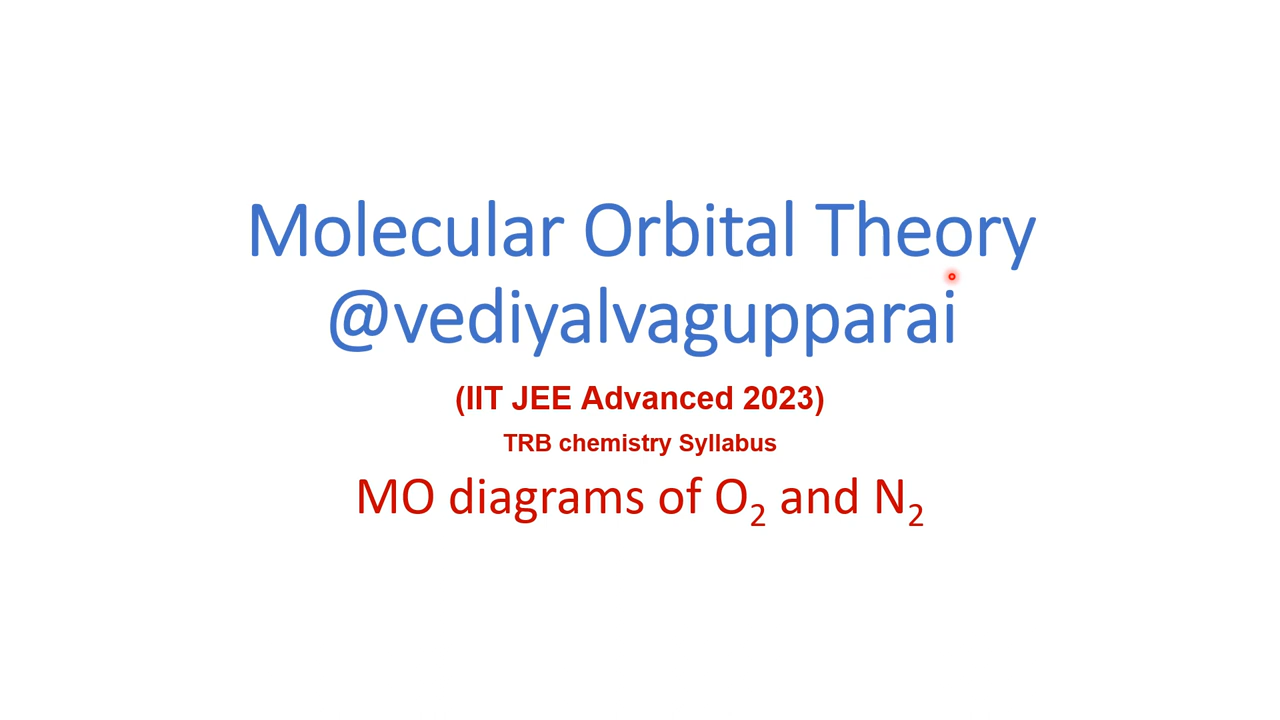 Molecular Orbital Theory
@vediyalvagupparai
(IIT JEE Advanced 2023)
TRB chemistry Syllabus
MO diagrams of O₂ and N₂